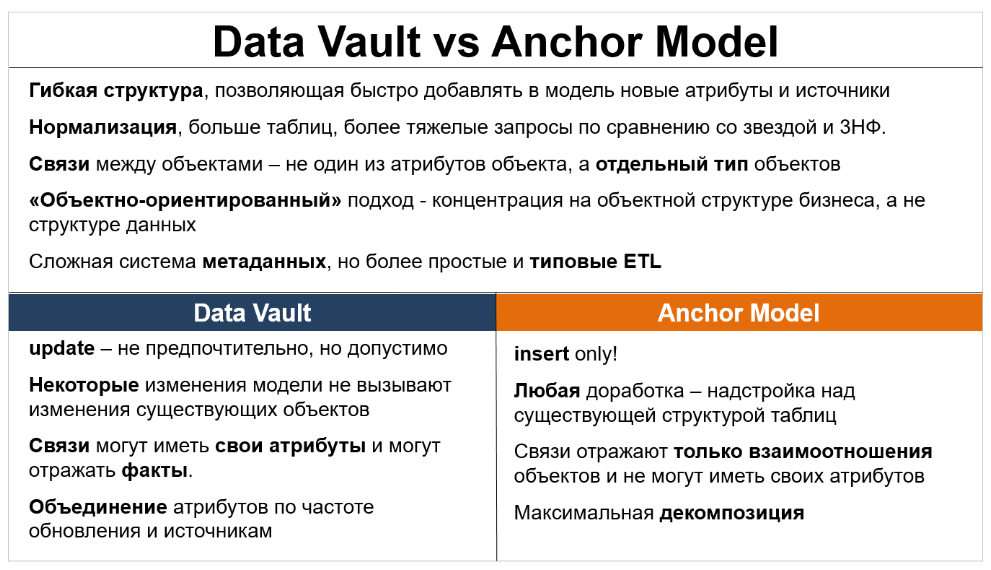 Data Vault vs Anchor Model
Гибкая структура, позволяющая быстро добавлять в модель новые атрибуты и источники
Нормализация, больше таблиц, более тяжелые запросы по сравнению со звездой и 3НФ.
Связи между объектами – не один из атрибутов объекта, а отдельный тип объектов
«Объектно-ориентированный» подход - концентрация на объектной структуре бизнеса, а не
структуре данных
Сложная система метаданных, но более простые и типовые ETL
Data Vault
update – не предпочтительно, но допустимо
Некоторые изменения модели не вызывают
изменения существующих объектов
Связи могут иметь свои атрибуты и могут
отражать факты.
Объединение атрибутов по частоте
обновления и источникам
Anchor Model
insert only!
Любая доработка – надстройка над
существующей структурой таблиц
Связи отражают только взаимоотношения
объектов и не могут иметь своих атрибутов
Максимальная декомпозиция